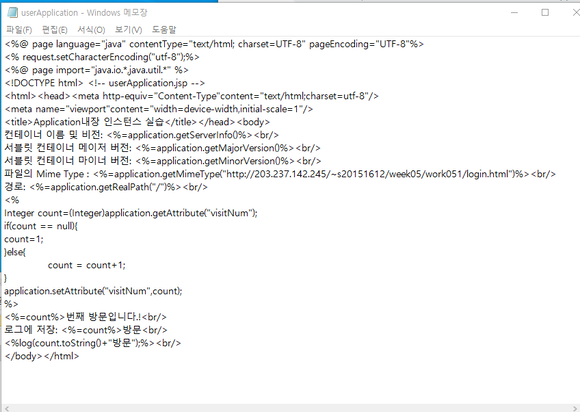 userApplication - Windows 메모장
파일(F) 편집(E) 서식(O) 보기(V) 도움말
<%@ page language="java" contentType="text/html; charset=UTF-8" pageEncoding="UTF-8"%>
<% request.setCharacterEncoding("utf-8");%>
<%@ page import="java.io.*,java.util.*" %>
<!DOCTYPE html> <!-- userApplication.jsp -->
<html><head><meta http-equiv="Content-Type"content="text/html;charset=utf-8"/>
<meta name="viewport"content="width=device-width,initial-scale=1"/>
<title>Application내장 인스턴스 실습</title></head><body>
컨테이너 이름 및 버전: <%=application.getServerInfo()%><br/>
서블릿 컨테이너 메이저 버전: <%=application.getMajorVersion()%><br/>
서블릿 컨테이너 마이너 버전: <%=application.getMinorVersion()%><br/>
파일의 Mime Type : <%=application.getMimeType("http://203.237.142.245/~s20151612/week05/work051/login.html")%><br/>
경로: <%=application.getRealPath("/")%><br/>
<%
Integer count=(Integer)application.getAttribute("visitNum");
if(count == null){
count=1;
}else{
count = count+1;
}
application.setAttribute("visitNum",count);
%>
<%=count%>번째 방문입니다.!<br/>
로그에 저장: <%=count%>방문<br/>
<%log(count.toString()+"방문");%><br/>
</body></html>